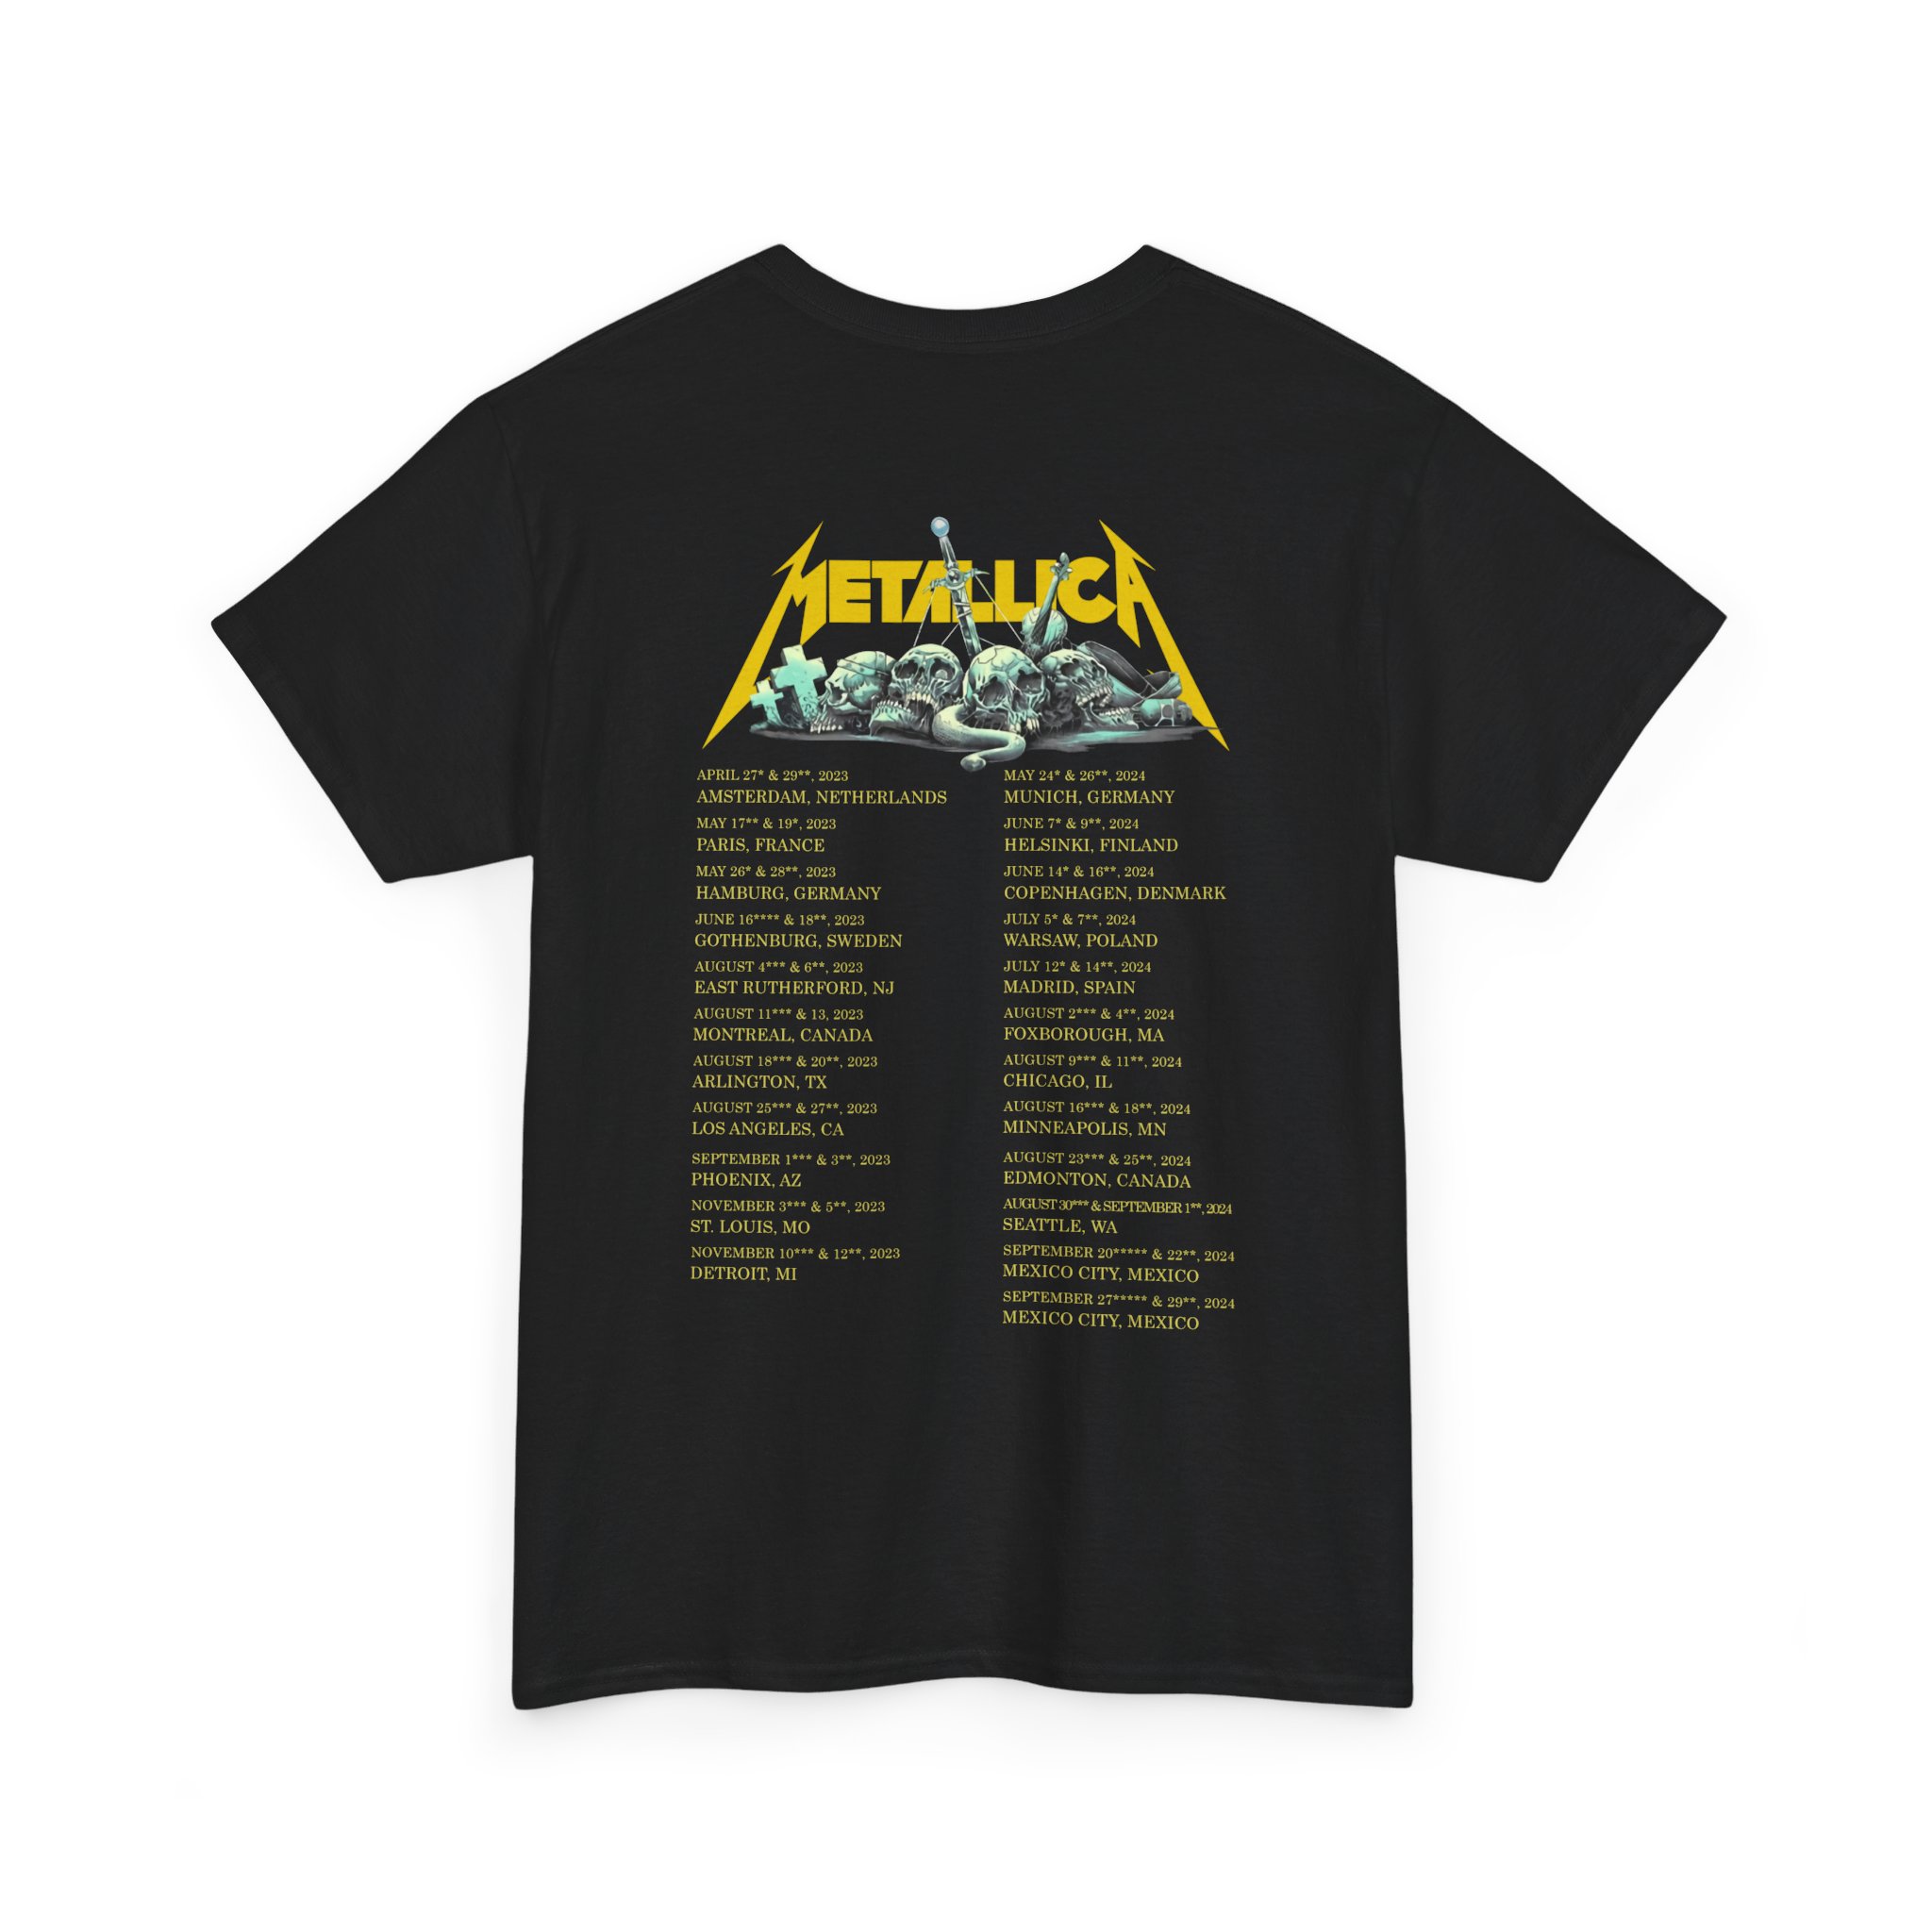 METALLICA
APRIL 27* & 29**, 2023
AMSTERDAM, NETHERLANDS
MAY 17** & 19*, 2023
PARIS, FRANCE
MAY 26* & 28**, 2023
HAMBURG, GERMANY
JUNE 16**** & 18**, 2023
GOTHENBURG, SWEDEN
AUGUST 4*** & 6**, 2023
EAST RUTHERFORD, NJ
AUGUST 11*** & 13, 2023
MONTREAL, CANADA
AUGUST 18*** & 20**, 2023
ARLINGTON, TX
AUGUST 25*** & 27**, 2023
LOS ANGELES, CA
SEPTEMBER 1*** & 3**, 2023
PHOENIX, AZ
NOVEMBER 3*** & 5**, 2023
ST. LOUIS, MO
NOVEMBER 10*** & 12**, 2023
DETROIT, MI
MAY 24* & 26**, 2024
MUNICH, GERMANY
JUNE 7* & 9**, 2024
HELSINKI, FINLAND
JUNE 14* & 16**, 2024
COPENHAGEN, DENMARK
JULY 5* & 7**, 2024
WARSAW, POLAND
JULY 12* & 14**, 2024
MADRID, SPAIN
AUGUST 2*** & 4**, 2024
FOXBOROUGH, MA
AUGUST 9*** & 11**, 2024
CHICAGO, IL
AUGUST 16*** & 18**, 2024
MINNEAPOLIS, MN
AUGUST 23*** & 25**, 2024
EDMONTON, CANADA
AUGUST 30*** & SEPTEMBER 1**, 2024
SEATTLE, WA
SEPTEMBER 20***** & 22**, 2024
MEXICO CITY, MEXICO
SEPTEMBER 27***** & 29**, 2024
MEXICO CITY, MEXICO